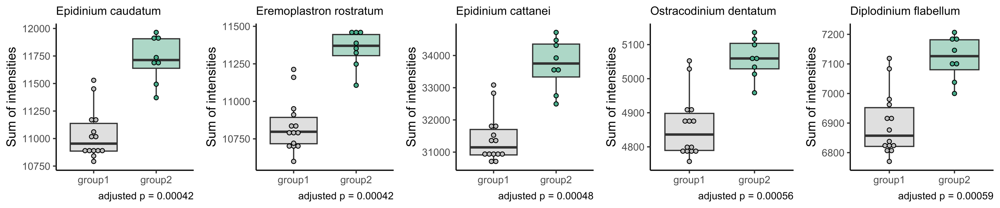 Epidinium caudatum
Sum of intensities
12000
11750
11500
11250
11000
10750
group1 group2
adjusted p = 0.00042
Eremoplastron rostratum
Sum of intensities
11500
11250
11000
10750
group1 group2
adjusted p = 0.00042
Epidinium cattanei
Sum of intensities
34000
33000
32000
31000
group1 group2
adjusted p = 0.00048
Ostracodinium dentatum
Sum of intensities
5100
5000
4900
4800
group1 group2
adjusted p = 0.00056
Diplodinium flabellum
Sum of intensities
7200
7100
7000
6900
6800
group1 group2
adjusted p = 0.00059